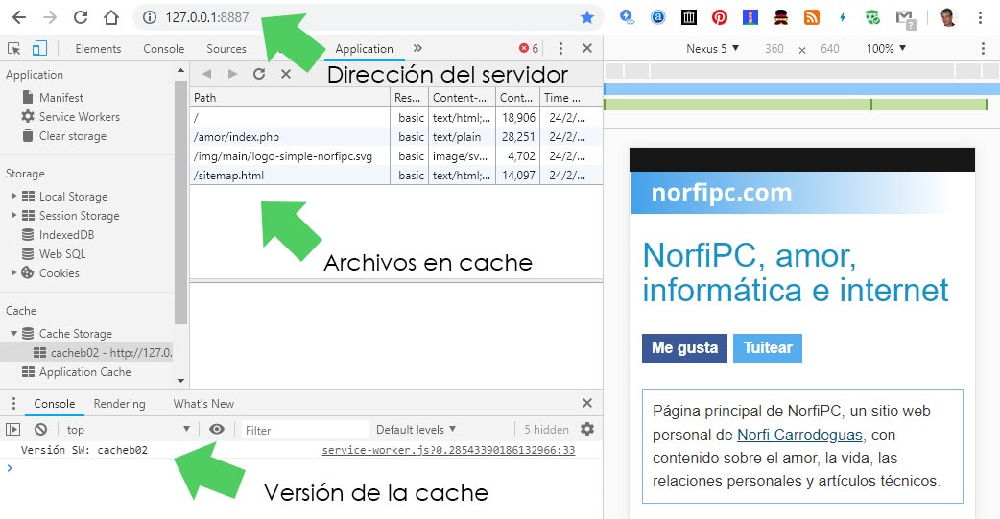 127.0.0.1:8887
Elements Console Sources Application » 6
Nexus 5 ▼ 360 × 640 100% ▼
Dirección del servidor
Application
Manifest
Service Workers
Clear storage
Storage
Local Storage
Session Storage
IndexedDB
Web SQL
Cookies
Cache
Cache Storage
cacheb02 - http://127.0.
Application Cache
Path Res... Content-... Cont... Time ...
/ basic text/html;... 18,906 24/2/...
/amor/index.php basic text/plain 28,251 24/2/...
/img/main/logo-simple-norfipc.svg basic image/sv... 4,702 24/2/...
/sitemap.html basic text/html;... 14,097 24/2/...
Archivos en cache
Console Rendering What's New
top Filter Default levels ▼ 5 hidden
Versión SW: cacheb02 service-worker.js?0.28543390186132966:33
Versión de la cache
norfipc.com
NorfiPC, amor,
informática e internet
Me gusta Tuitear
Página principal de NorfiPC, un sitio web
personal de Norfi Carrodeguas, con
contenido sobre el amor, la vida, las
relaciones personales y artículos técnicos.